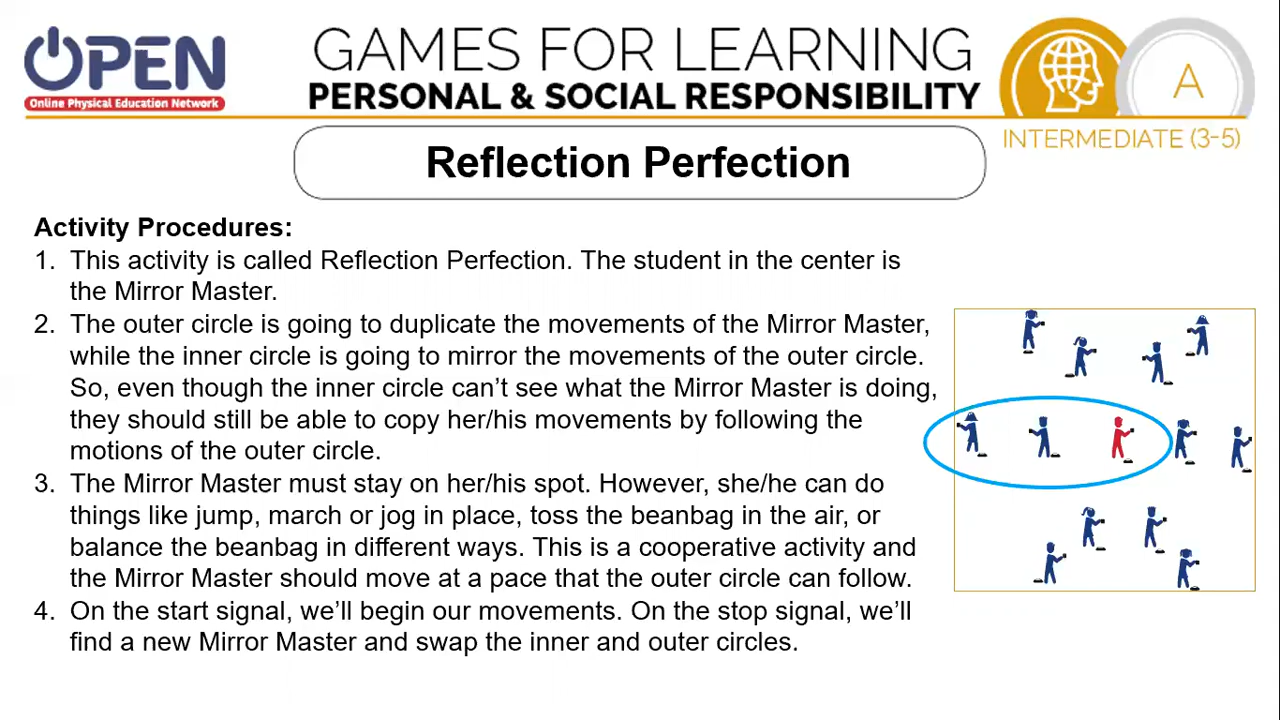 OPEN
Online Physical Education Network
GAMES FOR LEARNING
PERSONAL & SOCIAL RESPONSIBILITY
A
INTERMEDIATE (3-5)
Reflection Perfection
Activity Procedures:
1. This activity is called Reflection Perfection. The student in the center is
the Mirror Master.
2. The outer circle is going to duplicate the movements of the Mirror Master,
while the inner circle is going to mirror the movements of the outer circle.
So, even though the inner circle can’t see what the Mirror Master is doing,
they should still be able to copy her/his movements by following the
motions of the outer circle.
3. The Mirror Master must stay on her/his spot. However, she/he can do
things like jump, march or jog in place, toss the beanbag in the air, or
balance the beanbag in different ways. This is a cooperative activity and
the Mirror Master should move at a pace that the outer circle can follow.
4. On the start signal, we’ll begin our movements. On the stop signal, we’ll
find a new Mirror Master and swap the inner and outer circles.